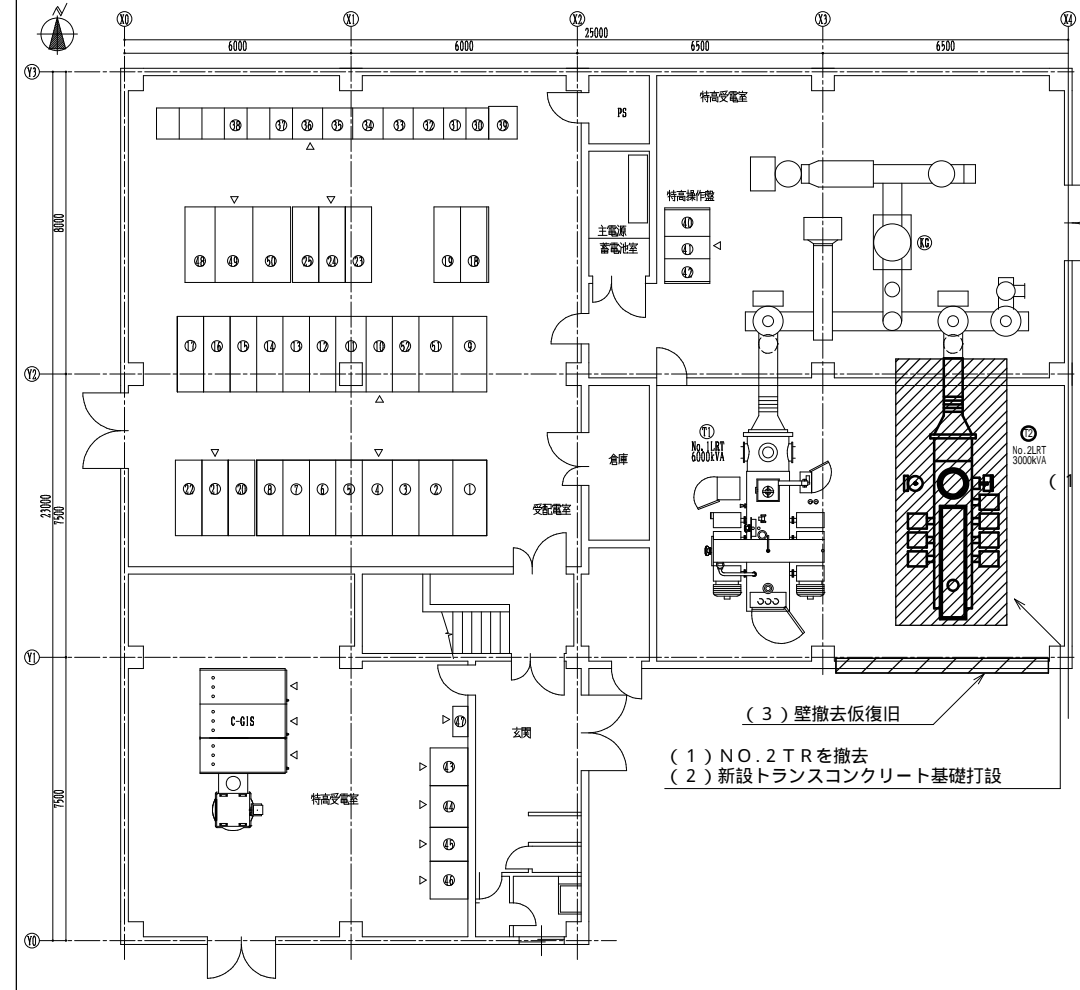 N
X0 X1 X2 X3 X4
25000
6000 6000 6500 6500
Y3
特高受電室
PS
38 37 36 35 34 33 32 31 30 39
特高操作盤
40
41
42
主電源
蓄電池室
8000
48 49 50 25 24 23 19 18
KG
17 16 15 14 13 12 11 10 52 51 9
Y2
T1
No.1LRT
6000kVA
T2
No.2LRT
3000kVA
(1
倉庫
22 21 20 8 7 6 5 4 3 2 1
23000
7500
受配電室
Y1
C-GIS
47
玄関
(3)壁撤去仮復旧
(1)NO.2TRを撤去
(2)新設トランスコンクリート基礎打設
43
特高受電室
7500
44
45
46
Y0